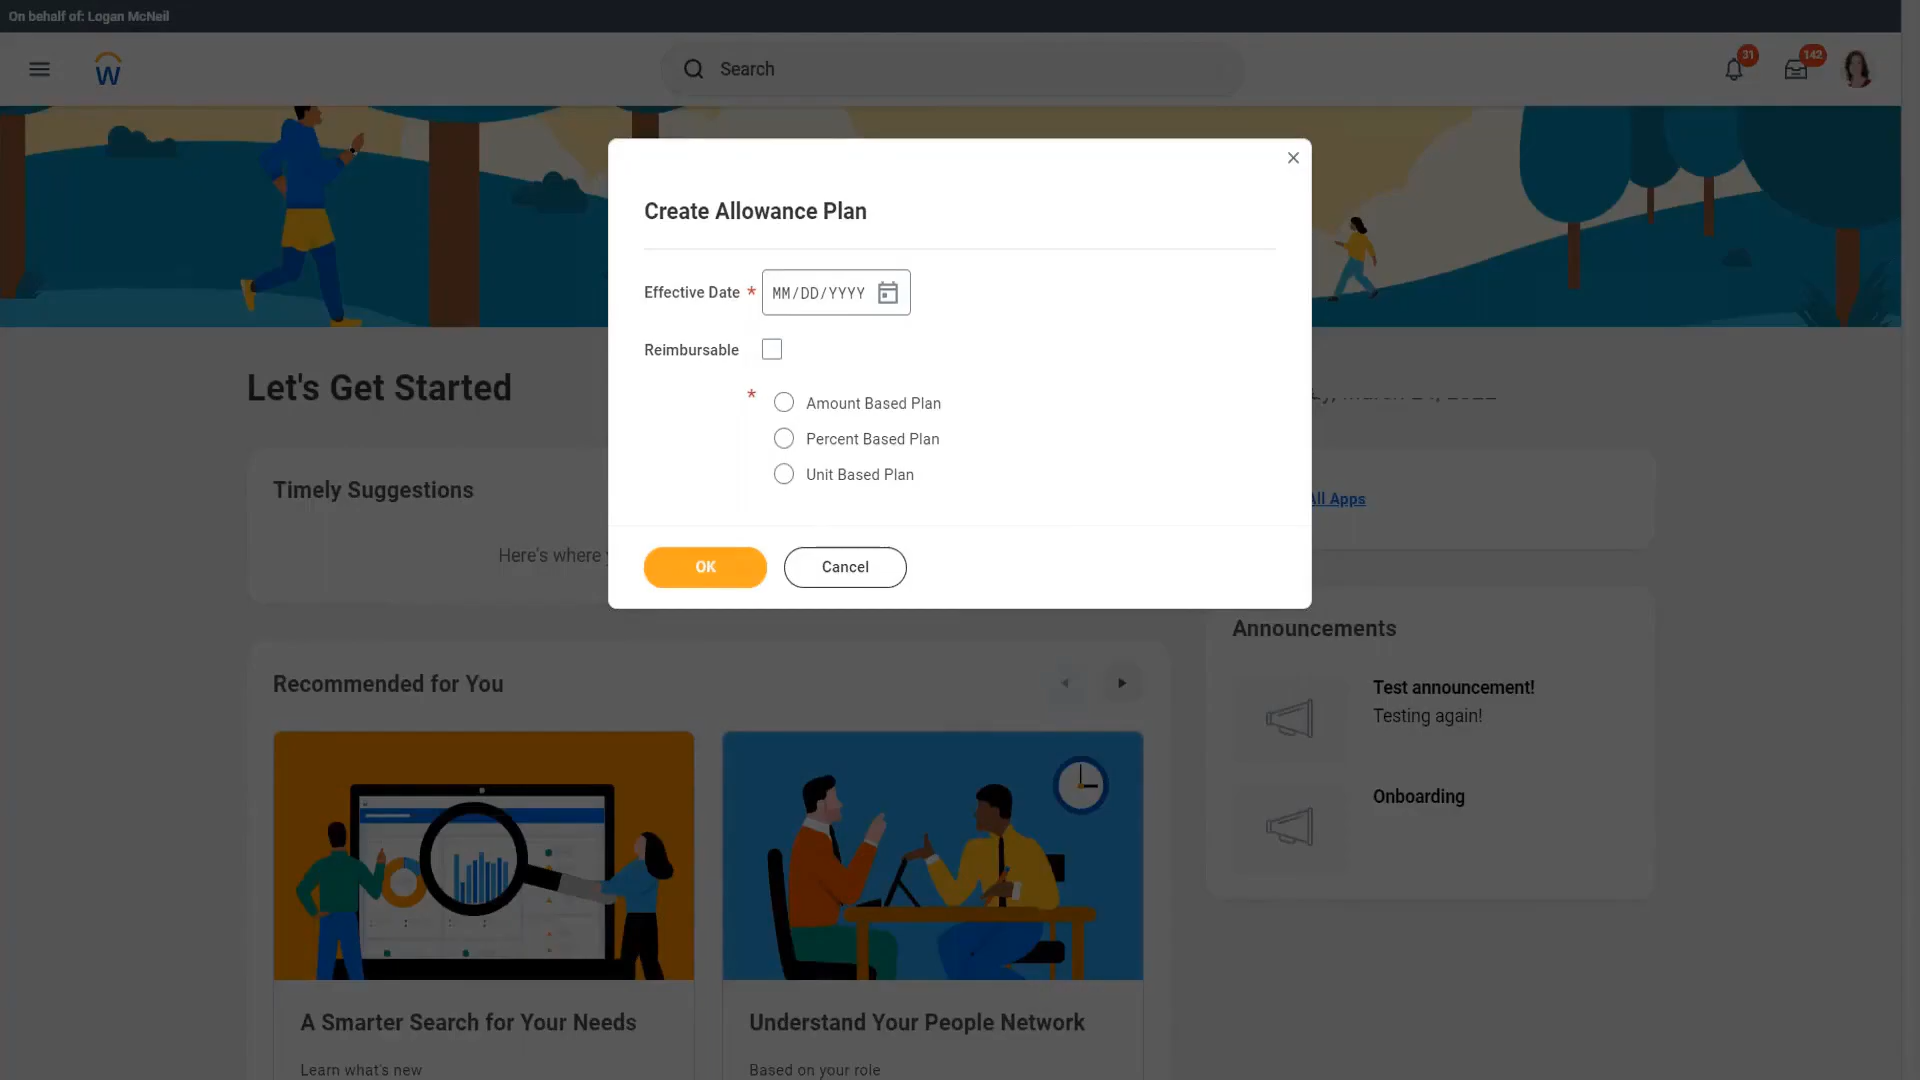 On behalf of: Logan McNeil
W
Search
31
142
Create Allowance Plan
Effective Date *
MM/DD/YYYY
Reimbursable
*
Amount Based Plan
Percent Based Plan
Unit Based Plan
OK
Cancel
Let's Get Started
Timely Suggestions
Here's where
All Apps
Announcements
Test announcement!
Testing again!
Onboarding
Recommended for You
A Smarter Search for Your Needs
Learn what's new
Understand Your People Network
Based on your role